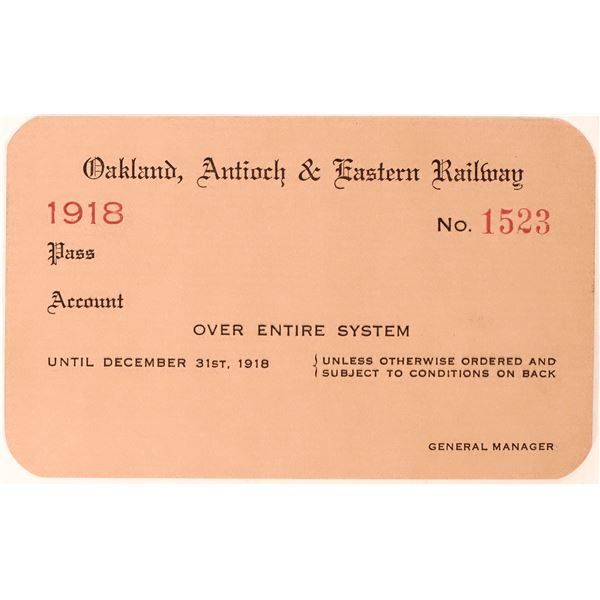 Oakland, Antioch & Eastern Railway
1918
No. 1523
Pass
Account
OVER ENTIRE SYSTEM
UNTIL DECEMBER 31ST, 1918 { UNLESS OTHERWISE ORDERED AND
SUBJECT TO CONDITIONS ON BACK
GENERAL MANAGER